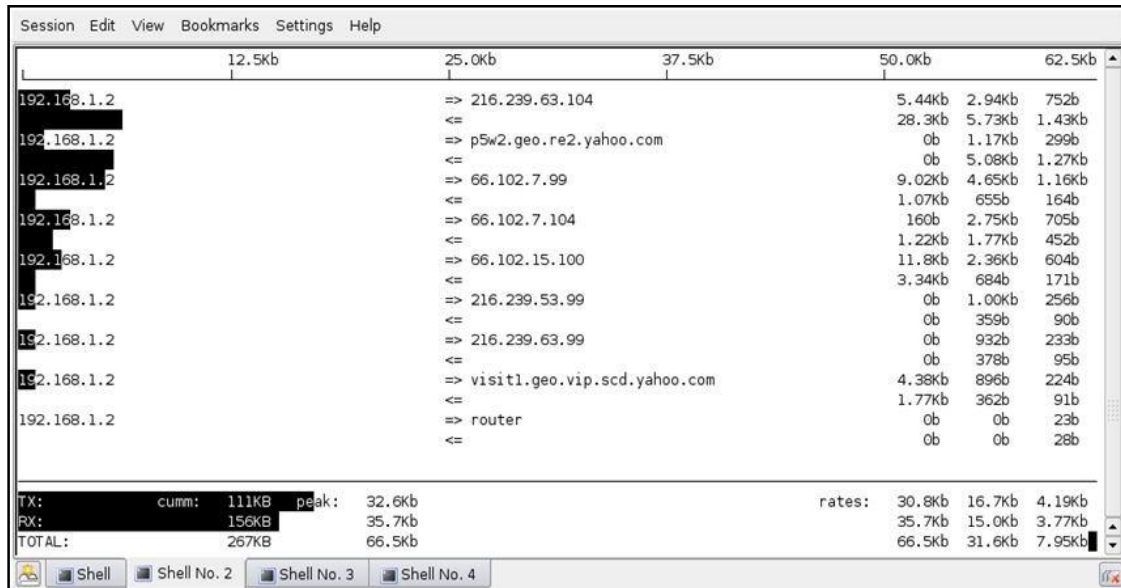 Session Edit View Bookmarks Settings Help
12.5Kb 25.0Kb 37.5Kb 50.0Kb 62.5Kb
192.168.1.2 => 216.239.63.104 5.44Kb 2.94Kb 752b
<= 28.3Kb 5.73Kb 1.43Kb
192.168.1.2 => p5w2.geo.re2.yahoo.com 0b 1.17Kb 299b
<= 0b 5.08Kb 1.27Kb
192.168.1.2 => 66.102.7.99 9.02Kb 4.65Kb 1.16Kb
<= 1.07Kb 655b 164b
192.168.1.2 => 66.102.7.104 160b 2.75Kb 705b
<= 1.22Kb 1.77Kb 452b
192.168.1.2 => 66.102.15.100 11.8Kb 2.36Kb 604b
<= 3.34Kb 684b 171b
192.168.1.2 => 216.239.53.99 0b 1.00Kb 256b
<= 0b 359b 90b
192.168.1.2 => 216.239.63.99 0b 932b 233b
<= 0b 378b 95b
192.168.1.2 => visit1.geo.vip.scd.yahoo.com 4.38Kb 896b 224b
<= 1.77Kb 362b 91b
192.168.1.2 => router 0b 0b 23b
<= 0b 0b 28b
TX: cumm: 111KB peak: 32.6Kb rates: 30.8Kb 16.7Kb 4.19Kb
RX: 156KB 35.7Kb 35.7Kb 15.0Kb 3.77Kb
TOTAL: 267KB 66.5Kb 66.5Kb 31.6Kb 7.95Kb
Shell Shell No. 2 Shell No. 3 Shell No. 4